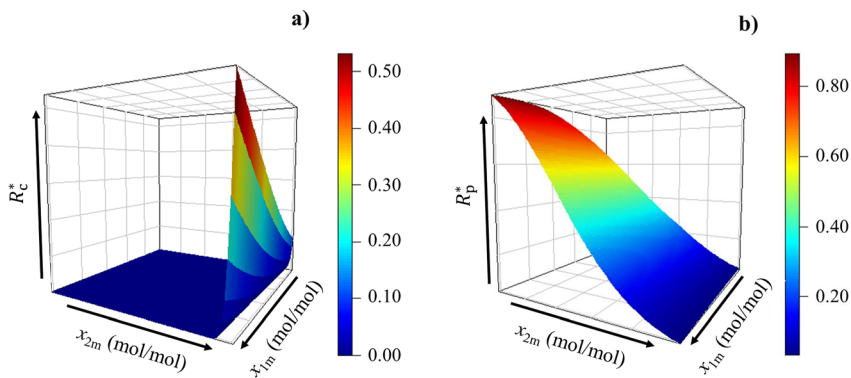 a)
0.50
0.40
0.30
0.20
0.10
0.00
R*c
x2m (mol/mol)
x1m (mol/mol)
b)
0.80
0.60
0.40
0.20
R*p
x2m (mol/mol)
x1m (mol/mol)